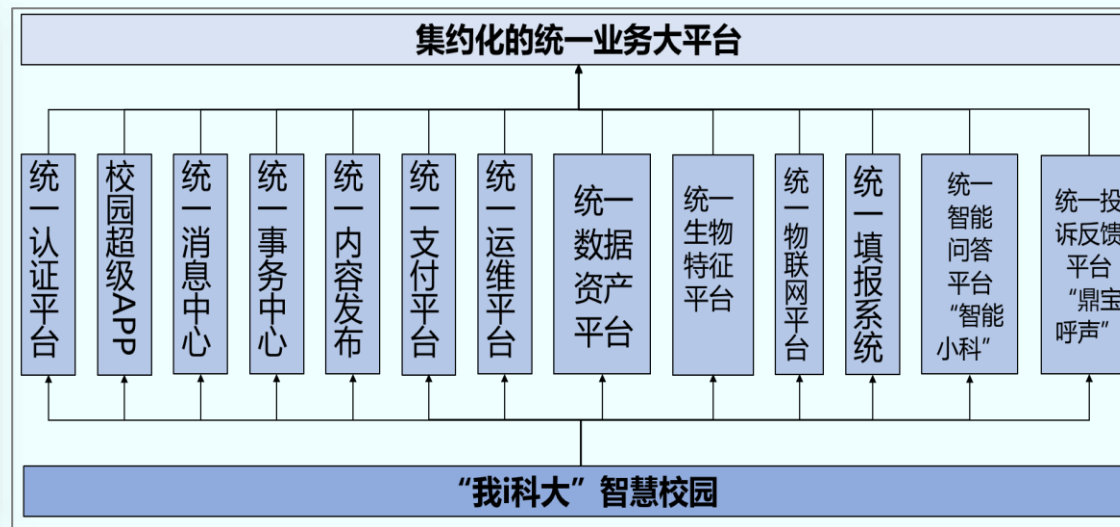 集约化的统一业务大平台
统一认证平台
校园超级APP
统一消息中心
统一事务中心
统一内容发布
统一支付平台
统一运维平台
统一
数据
资产
平台
统一
生物
特征
平台
统一物联网平台
统一填报系统
统一
智能
问答
平台
“智能
小科”
统一投
诉反馈
平台
“鼎宝
呼声”
“我i科大”智慧校园